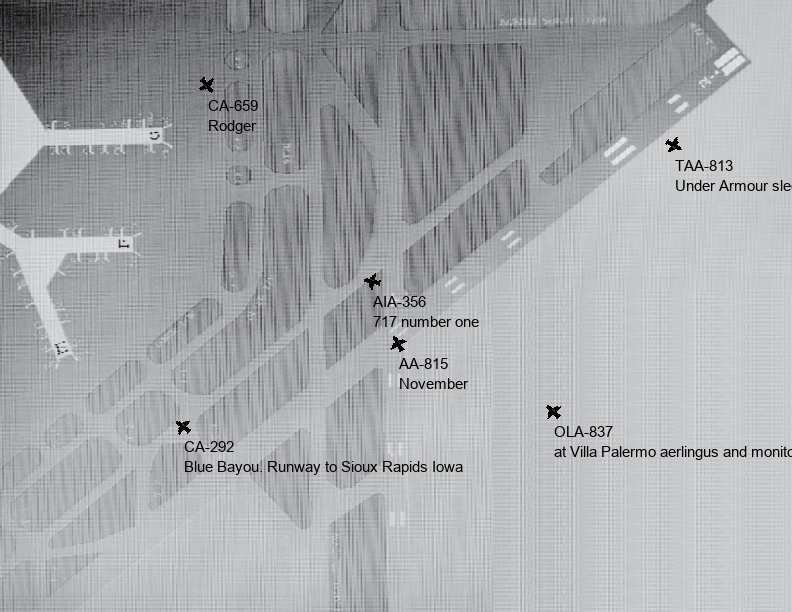 CA-659
Rodger
TAA-813
Under Armour slee
AIA-356
717 number one
AA-815
November
OLA-837
at Villa Palermo aerlingus and monito
CA-292
Blue Bayou. Runway to Sioux Rapids Iowa